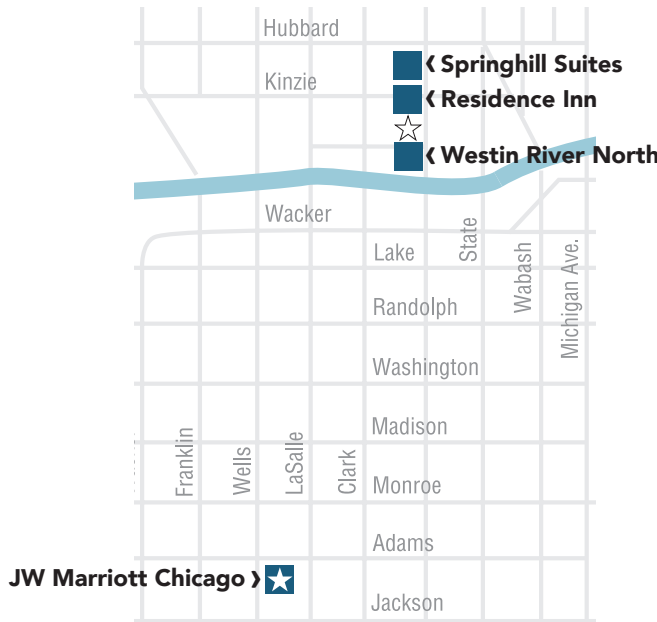 Hubbard
❰ Springhill Suites
Kinzie
❰ Residence Inn
❰ Westin River North
Wacker
State
Lake
Wabash
Michigan Ave.
Randolph
Washington
Madison
Franklin
Wells
LaSalle
Clark
Monroe
Adams
JW Marriott Chicago ❱
Jackson